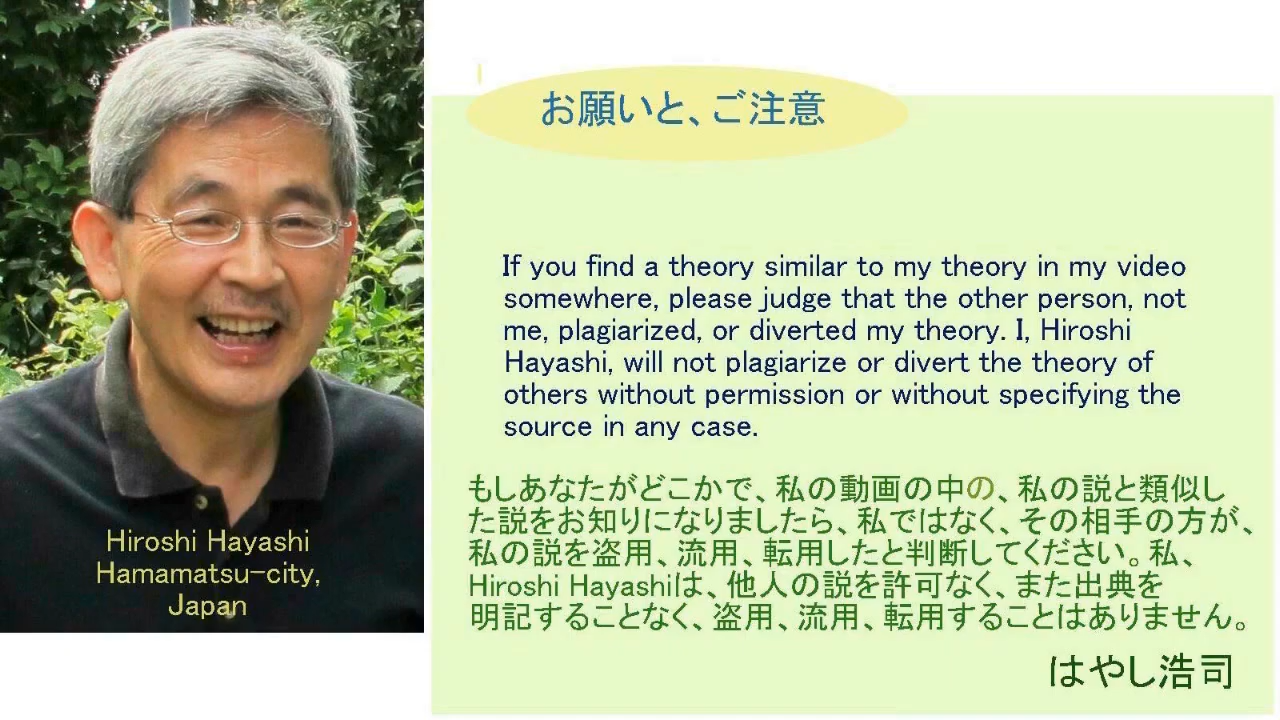 お願いと、ご注意
If you find a theory similar to my theory in my video
somewhere, please judge that the other person, not
me, plagiarized, or diverted my theory. I, Hiroshi
Hayashi, will not plagiarize or divert the theory of
others without permission or without specifying the
source in any case.
もしあなたがどこかで、私の動画の中の、私の説と類似し
た説をお知りになりましたら、私ではなく、その相手の方が、
私の説を盗用、流用、転用したと判断してください。私、
Hiroshi Hayashiは、他人の説を許可なく、また出典を
明記することなく、盗用、流用、転用することはありません。
はやし浩司
Hiroshi Hayashi
Hamamatsu-city,
Japan